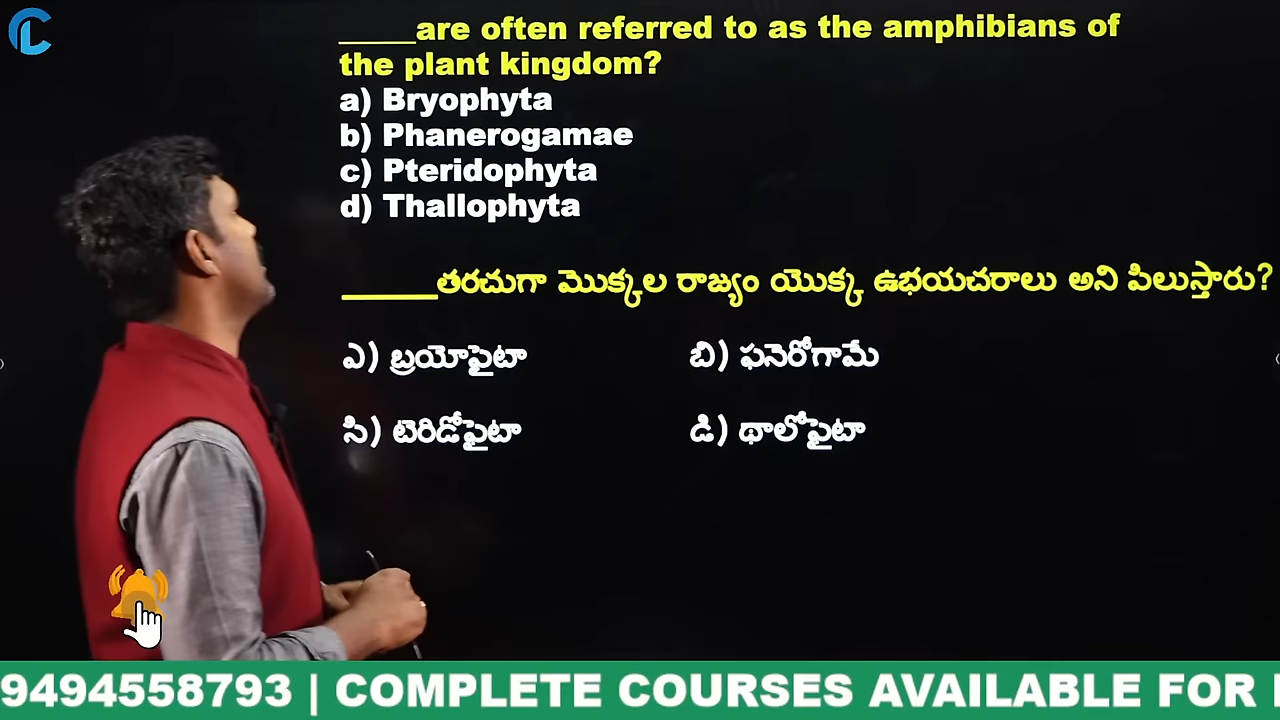 _____are often referred to as the amphibians of
the plant kingdom?
a) Bryophyta
b) Phanerogamae
c) Pteridophyta
d) Thallophyta
______తరచుగా మొక్కల రాజ్యం యొక్క ఉభయచరాలు అని పిలుస్తారు?
ఎ) బ్రయోఫైటా బి) ఫనెరోగామే
సి) టెరిడోఫైటా డి) థాలోఫైటా
9494558793 | COMPLETE COURSES AVAILABLE FOR